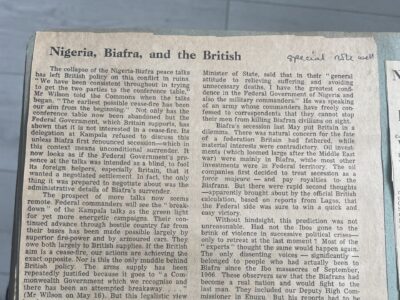 Nigeria, Biafra, and the British
special note well
The collapse of the Nigeria-Biafra peace talks
has left British policy on this conflict in ruins.
"We have been consistent throughout in trying
to get the two parties to the conference table,"
Mr Wilson told the Commons when the talks
began. "The earliest possible cease-fire has been
our aim from the beginning." Not only has the
conference table now been abandoned but the
Federal Government, which British supports, has
shown that it is not interested in a cease-fire. Its
delegation at Kampala refused to discuss this
unless Biafra first renounced secession—which in
this context means unconditional surrender. It
now looks as if the Federal Government's pre-
sence at the talks was intended as a blind to fool
its foreign helpers, especially Britain, that it
wanted a negotiated settlement. In fact, the only
thing it was prepared to negotiate about was the
administrative details of Biafra's surrender.
The prospect of more talks now seems
remote. Federal commanders will see the "break-
down" of the Kampala talks as the green light
for yet more energetic campaigns. Their con-
tinued advance through hostile country far from
their bases has been made possible largely by
superior fire-power and by armoured cars. They
owe both largely to British supplies. If the British
aim is a cease-fire, our actions are achieving the
exact opposite. Nor is this the only muddle behind
British policy. The arms supply has been
repeatedly justified because it goes to "a Com-
monwealth Government which we recognise and
there has been an attempted breakaway. . . ."
(Mr Wilson on May 16). But this legalistic view
Minister of State, said that in their "general
attitude to relieving suffering and avoiding
unnecessary deaths, I have the greatest confi-
dence in the Federal Government of Nigeria and
also the military commanders." He was speaking
of an army whose commanders have freely con-
fessed to correspondents that they cannot stop
their men from killing Biafran civilians on sight.
Biafra's secession last May put Britain in a
dilemma. There was natural concern for the fate
of a Federation Britain had fathered, while
material interests were contradictory. Oil invest-
ments (which loomed large after the Middle East
war) were mainly in Biafra, while most other
investments were in Federal territory. The oil
companies first decided to treat secession as a
force majeure — and pay royalties to the
Biafrans. But there were rapid second thoughts
—apparently brought about by the official British
calculation, based on reports from Lagos, that
the Federal side was sure to win a quick and
easy victory.
Without hindsight, this prediction was not
unreasonable. Had not the Ibos gone to the
brink of violence in successive political crises—
only to retreat at the last moment? Most of the
"experts" thought the same would happen again.
The only dissenting voices — significantly —
belonged to people who had actually been to
Biafra since the Ibo massacres of September,
1966. These observers saw that the Biafrans had
become a real nation and would fight to the
last man. They included our Deputy High Com-
missioner in Enugu. But his reports had to be